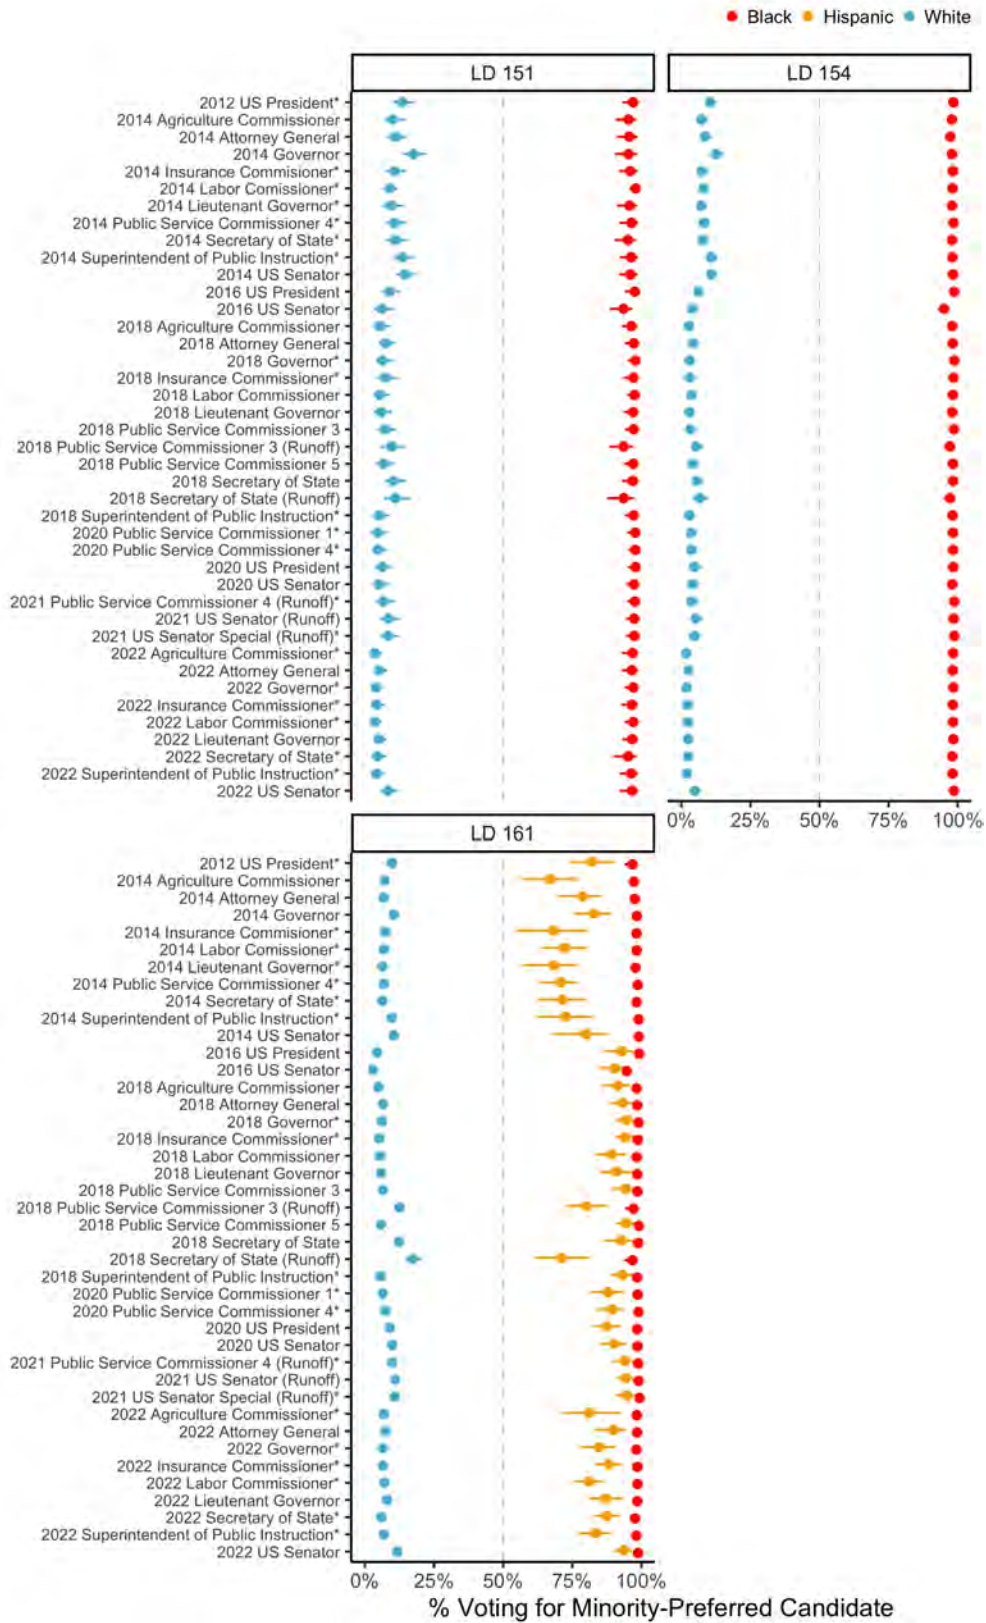 Black Hispanic White
LD 151
LD 154
2012 US President*
2014 Agriculture Commissioner
2014 Attorney General
2014 Governor
2014 Insurance Commisioner*
2014 Labor Comissioner*
2014 Lieutenant Governor*
2014 Public Service Commissioner 4*
2014 Secretary of State*
2014 Superintendent of Public Instruction*
2014 US Senator
2016 US President
2016 US Senator
2018 Agriculture Commissioner
2018 Attorney General
2018 Governor*
2018 Insurance Commissioner*
2018 Labor Commissioner
2018 Lieutenant Governor
2018 Public Service Commissioner 3
2018 Public Service Commissioner 3 (Runoff)
2018 Public Service Commissioner 5
2018 Secretary of State
2018 Secretary of State (Runoff)
2018 Superintendent of Public Instruction*
2020 Public Service Commissioner 1*
2020 Public Service Commissioner 4*
2020 US President
2020 US Senator
2021 Public Service Commissioner 4 (Runoff)*
2021 US Senator (Runoff)
2021 US Senator Special (Runoff)*
2022 Agriculture Commissioner*
2022 Attorney General
2022 Governor*
2022 Insurance Commissioner*
2022 Labor Commissioner*
2022 Lieutenant Governor
2022 Secretary of State*
2022 Superintendent of Public Instruction*
2022 US Senator
0% 25% 50% 75% 100%
LD 161
2012 US President*
2014 Agriculture Commissioner
2014 Attorney General
2014 Governor
2014 Insurance Commisioner*
2014 Labor Comissioner*
2014 Lieutenant Governor*
2014 Public Service Commissioner 4*
2014 Secretary of State*
2014 Superintendent of Public Instruction*
2014 US Senator
2016 US President
2016 US Senator
2018 Agriculture Commissioner
2018 Attorney General
2018 Governor*
2018 Insurance Commissioner*
2018 Labor Commissioner
2018 Lieutenant Governor
2018 Public Service Commissioner 3
2018 Public Service Commissioner 3 (Runoff)
2018 Public Service Commissioner 5
2018 Secretary of State
2018 Secretary of State (Runoff)
2018 Superintendent of Public Instruction*
2020 Public Service Commissioner 1*
2020 Public Service Commissioner 4*
2020 US President
2020 US Senator
2021 Public Service Commissioner 4 (Runoff)*
2021 US Senator (Runoff)
2021 US Senator Special (Runoff)*
2022 Agriculture Commissioner*
2022 Attorney General
2022 Governor*
2022 Insurance Commissioner*
2022 Labor Commissioner*
2022 Lieutenant Governor
2022 Secretary of State*
2022 Superintendent of Public Instruction*
2022 US Senator
0% 25% 50% 75% 100%
% Voting for Minority-Preferred Candidate